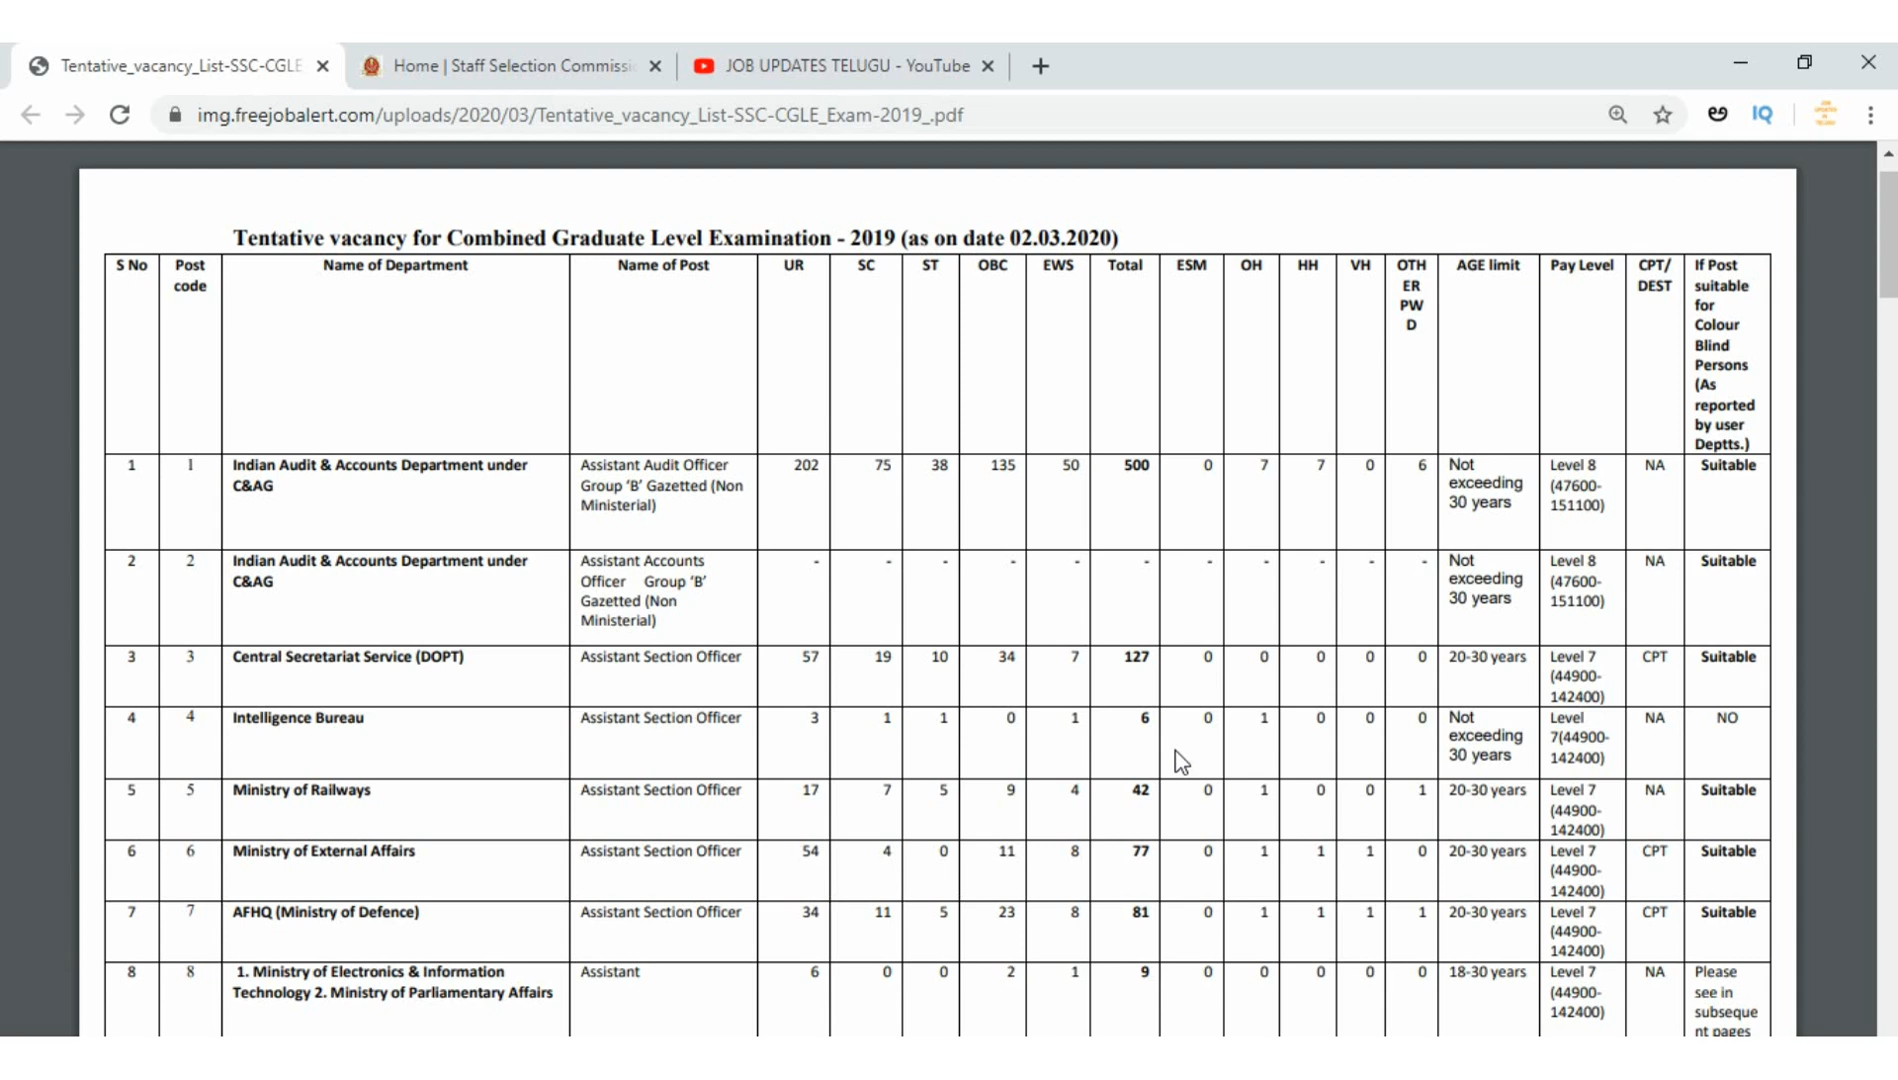 Tentative_vacancy_List-SSC-CGLE
Home | Staff Selection Commissi
JOB UPDATES TELUGU - YouTube
img.freejobalert.com/uploads/2020/03/Tentative_vacancy_List-SSC-CGLE_Exam-2019_.pdf
IQ
Tentative vacancy for Combined Graduate Level Examination - 2019 (as on date 02.03.2020)
S No Post code Name of Department Name of Post UR SC ST OBC EWS Total ESM OH HH VH OTHER PWD AGE limit Pay Level CPT/ DEST If Post suitable for Colour Blind Persons (As reported by user Deptts.)
1 1 Indian Audit & Accounts Department under C&AG Assistant Audit Officer Group ‘B’ Gazetted (Non Ministerial) 202 75 38 135 50 500 0 7 7 0 6 Not exceeding 30 years Level 8 (47600-151100) NA Suitable
2 2 Indian Audit & Accounts Department under C&AG Assistant Accounts Officer Group ‘B’ Gazetted (Non Ministerial) - - - - - - - - - - - Not exceeding 30 years Level 8 (47600-151100) NA Suitable
3 3 Central Secretariat Service (DOPT) Assistant Section Officer 57 19 10 34 7 127 0 0 0 0 0 20-30 years Level 7 (44900-142400) CPT Suitable
4 4 Intelligence Bureau Assistant Section Officer 3 1 1 0 1 6 0 1 0 0 0 Not exceeding 30 years Level 7(44900-142400) NA NO
5 5 Ministry of Railways Assistant Section Officer 17 7 5 9 4 42 0 1 0 0 1 20-30 years Level 7 (44900-142400) NA Suitable
6 6 Ministry of External Affairs Assistant Section Officer 54 4 0 11 8 77 0 1 1 1 0 20-30 years Level 7 (44900-142400) CPT Suitable
7 7 AFHQ (Ministry of Defence) Assistant Section Officer 34 11 5 23 8 81 0 1 1 1 1 20-30 years Level 7 (44900-142400) CPT Suitable
8 8 1. Ministry of Electronics & Information Technology 2. Ministry of Parliamentary Affairs Assistant 6 0 0 2 1 9 0 0 0 0 0 18-30 years Level 7 (44900-142400) NA Please see in subsequent pages